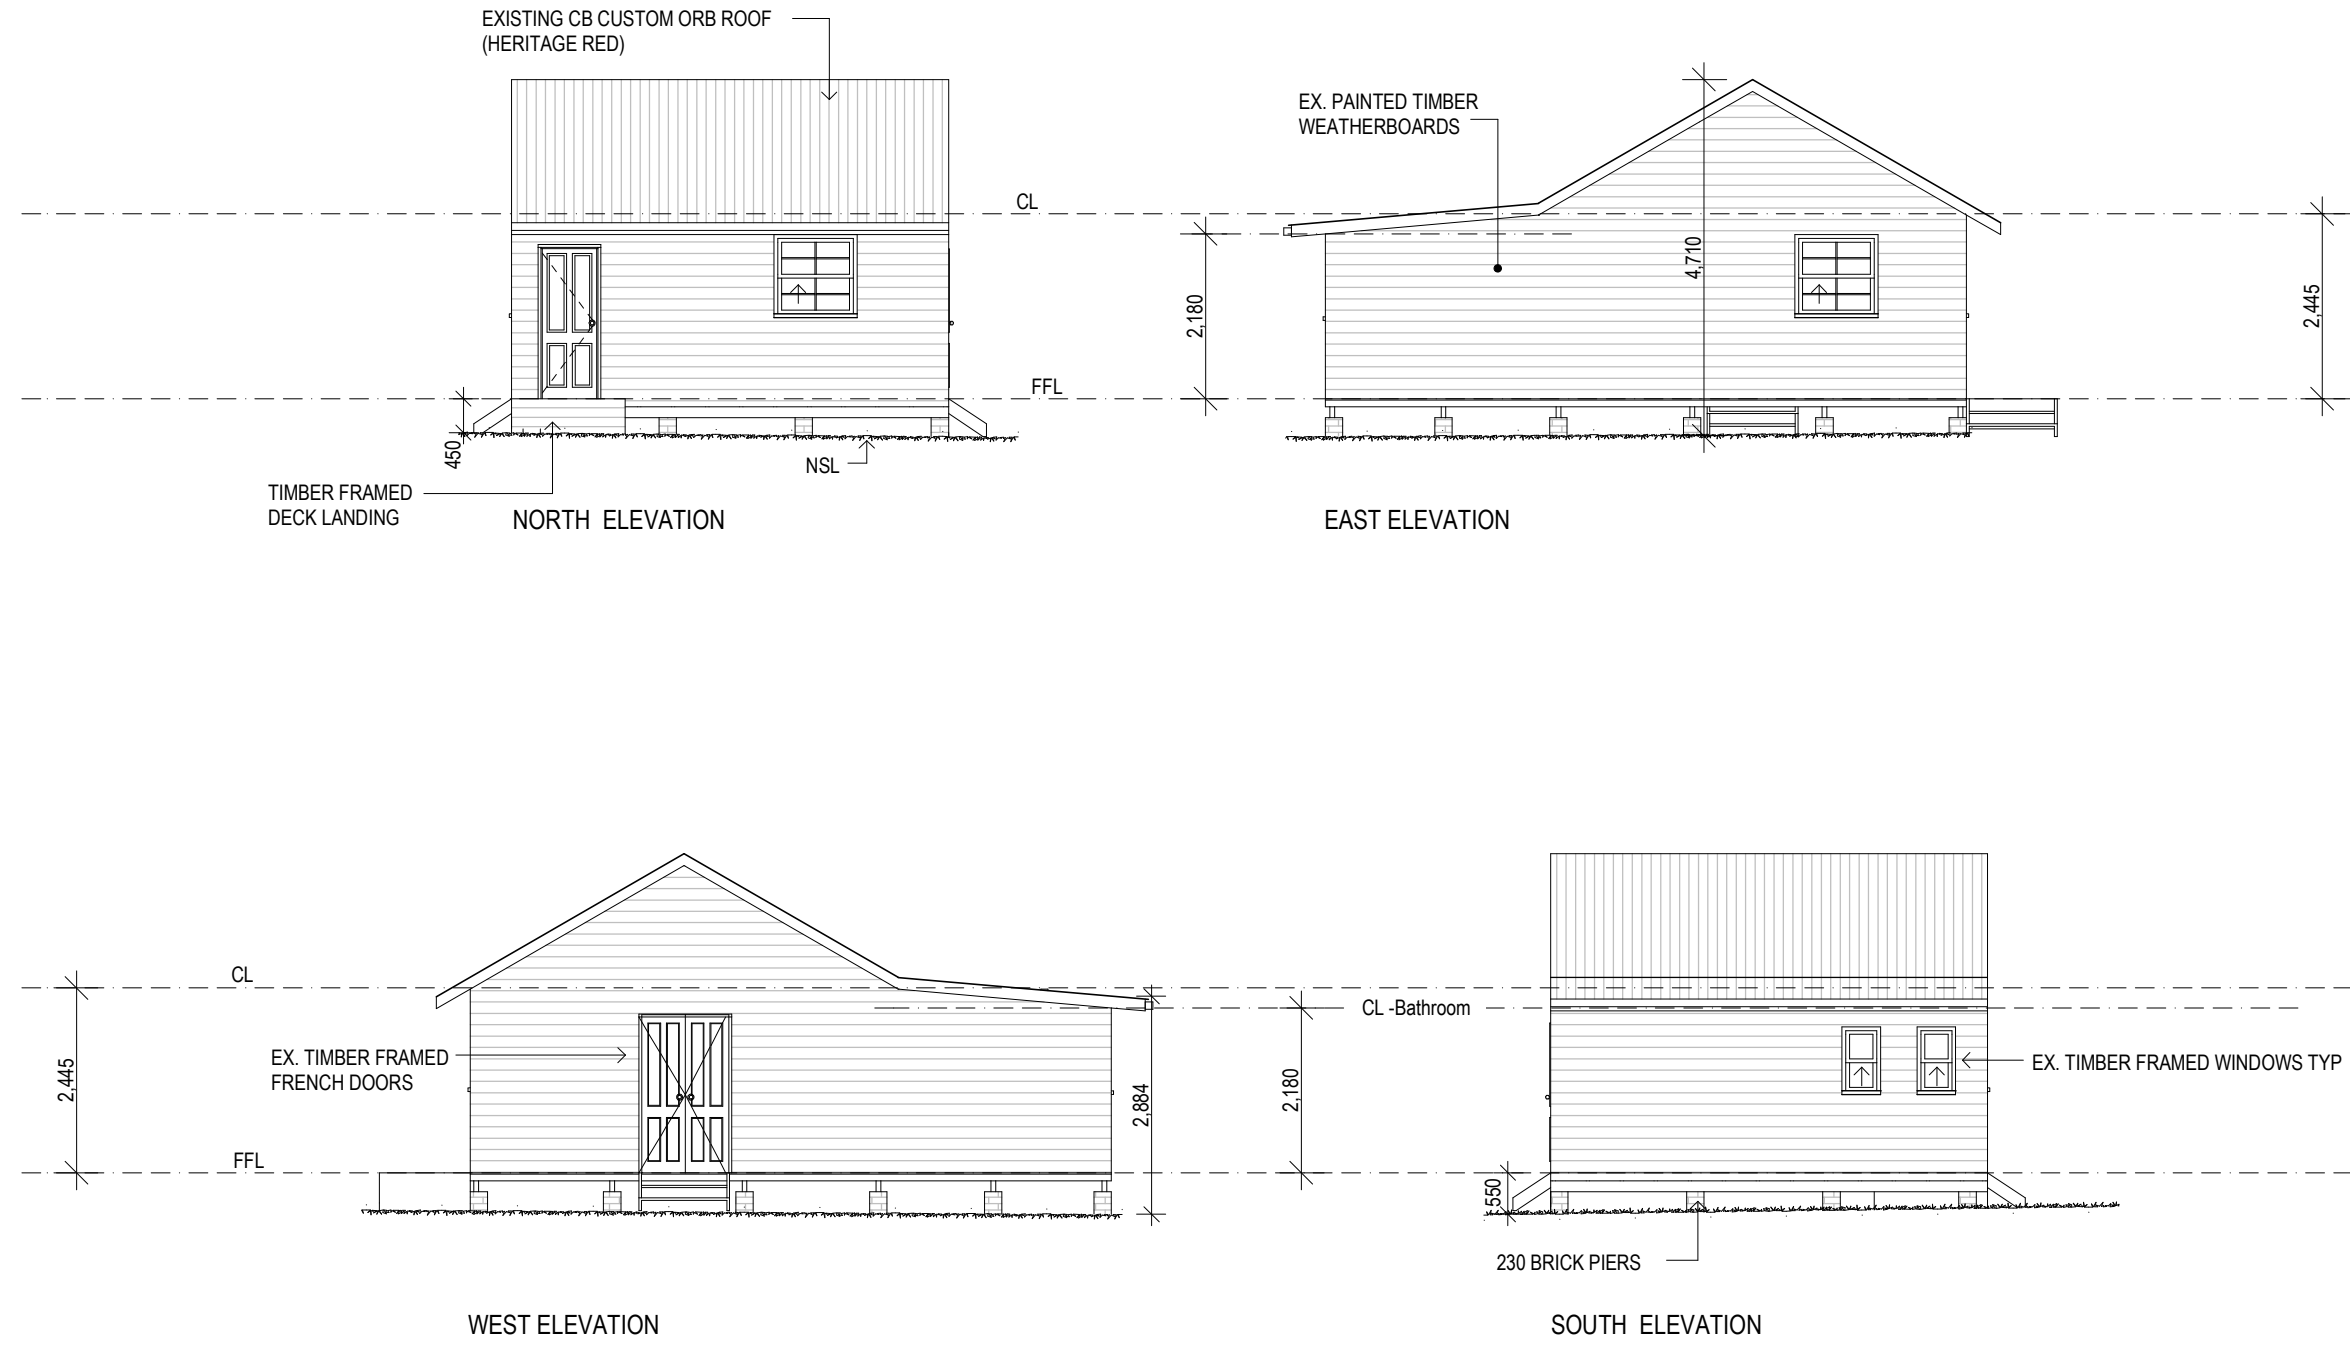 EXISTING CB CUSTOM ORB ROOF
(HERITAGE RED)
EX. PAINTED TIMBER
WEATHERBOARDS
CL
4,710
2,180
2,445
FFL
450
NSL
TIMBER FRAMED
DECK LANDING
NORTH ELEVATION
EAST ELEVATION
CL
CL -Bathroom
EX. TIMBER FRAMED
FRENCH DOORS
EX. TIMBER FRAMED WINDOWS TYP
2,445
2,884
2,180
FFL
550
230 BRICK PIERS
WEST ELEVATION
SOUTH ELEVATION